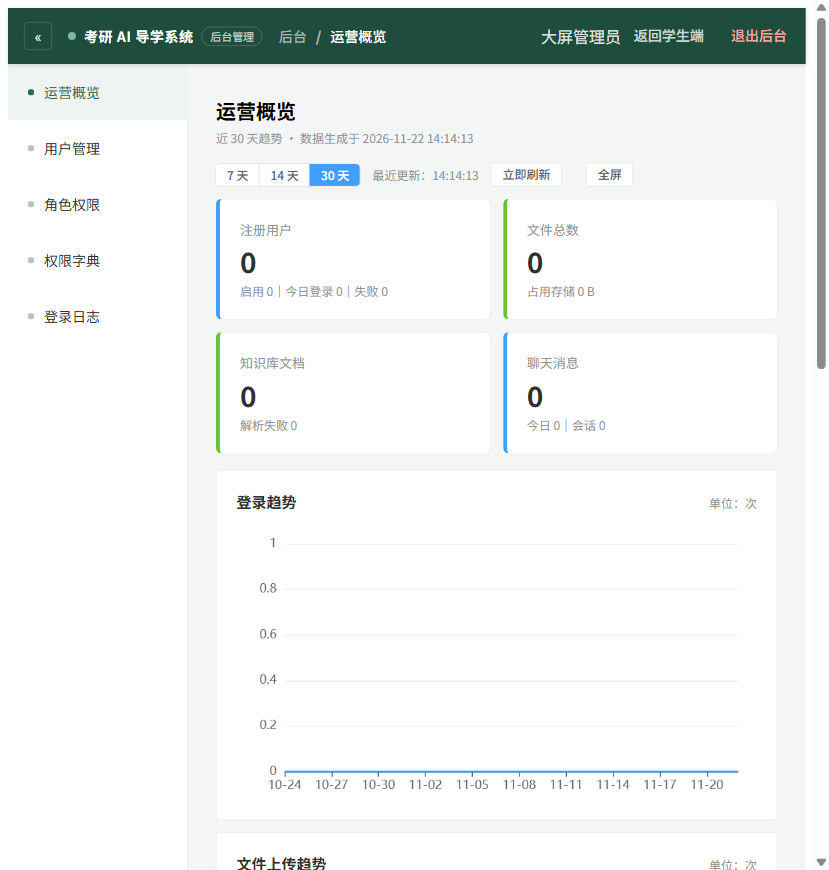 « 考研 AI 导学系统 后台管理 后台 / 运营概览 大屏管理员 返回学生端 退出后台
运营概览
用户管理
角色权限
权限字典
登录日志
运营概览
近 30 天趋势 · 数据生成于 2026-11-22 14:14:13
7 天 14 天 30 天 最近更新：14:14:13 立即刷新 全屏
注册用户
0
启用 0｜今日登录 0｜失败 0
文件总数
0
占用存储 0 B
知识库文档
0
解析失败 0
聊天消息
0
今日 0｜会话 0
登录趋势 单位：次
1
0.8
0.6
0.4
0.2
0
10-24 10-27 10-30 11-02 11-05 11-08 11-11 11-14 11-17 11-20
文件上传趋势 单位：次